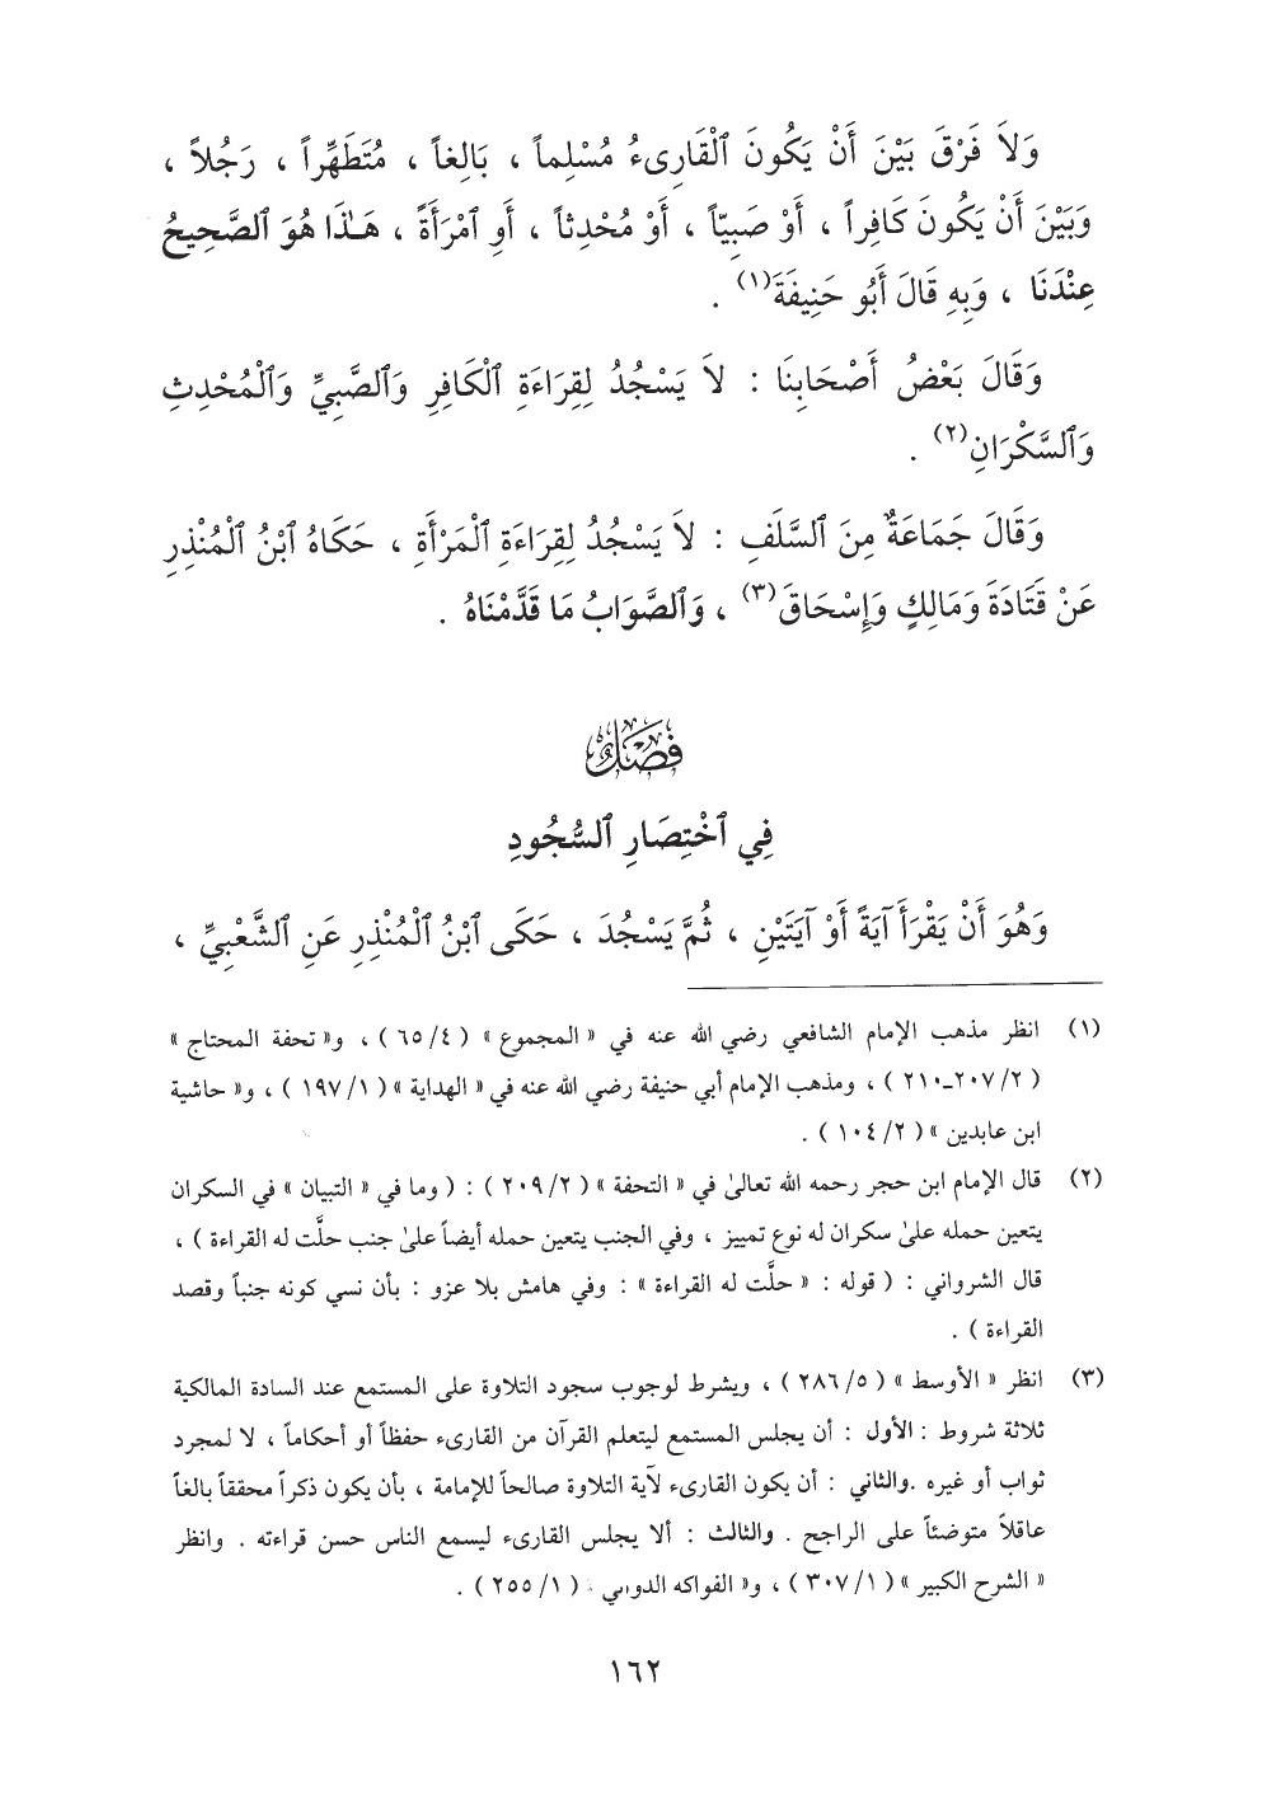 وَلاَ فَرْقَ بَيْنَ أَنْ يَكُونَ ٱلْقَارِىءُ مُسْلِماً ، بَالِغاً ، مُتَطَهِّراً ، رَجُلاً ،
وَبَيْنَ أَنْ يَكُونَ كَافِراً ، أَوْ صَبِيّاً ، أَوْ مُحْدِثاً ، أَوِ ٱمْرَأَةً ، هَـٰذَا هُوَ ٱلصَّحِيحُ
عِنْدَنَا ، وَبِهِ قَالَ أَبُو حَنِيفَةَ(١) .
وَقَالَ بَعْضُ أَصْحَابِنَا : لاَ يَسْجُدُ لِقِرَاءَةِ ٱلْكَافِرِ وَٱلصَّبِيِّ وَٱلْمُحْدِثِ
وَٱلسَّكْرَانِ(٢) .
وَقَالَ جَمَاعَةٌ مِنَ ٱلسَّلَفِ : لاَ يَسْجُدُ لِقِرَاءَةِ ٱلْمَرْأَةِ ، حَكَاهُ ٱبْنُ ٱلْمُنْذِرِ
عَنْ قَتَادَةَ وَمَالِكٍ وَإِسْحَاقَ(٣) ، وَٱلصَّوَابُ مَا قَدَّمْنَاهُ .
فَصْلٌ
فِي ٱخْتِصَارِ ٱلسُّجُودِ
وَهُوَ أَنْ يَقْرَأَ آيَةً أَوْ آيَتَيْنِ ، ثُمَّ يَسْجُدَ ، حَكَى ٱبْنُ ٱلْمُنْذِرِ عَنِ ٱلشَّعْبِيِّ ،
(١) انظر مذهب الإمام الشافعي رضي الله عنه في « المجموع » ( ٤/ ٦٥ ) ، و« تحفة المحتاج »
( ٢/ ٢٠٧ـ٢١٠ ) ، ومذهب الإمام أبي حنيفة رضي الله عنه في « الهداية » ( ١/ ١٩٧ ) ، و« حاشية
ابن عابدين » ( ٢/ ١٠٤ ) .
(٢) قال الإمام ابن حجر رحمه الله تعالىٰ في « التحفة » ( ٢/ ٢٠٩ ) : ( وما في « التبيان » في السكران
يتعين حمله علىٰ سكران له نوع تمييز ، وفي الجنب يتعين حمله أيضاً علىٰ جنب حلَّت له القراءة ) ،
قال الشرواني : ( قوله : « حلَّت له القراءة » : وفي هامش بلا عزو : بأن نسي كونه جنباً وقصد
القراءة ) .
(٣) انظر « الأوسط » ( ٥/ ٢٨٦ ) ، ويشرط لوجوب سجود التلاوة على المستمع عند السادة المالكية
ثلاثة شروط : الأول : أن يجلس المستمع ليتعلم القرآن من القارىء حفظاً أو أحكاماً ، لا لمجرد
ثواب أو غيره .والثاني : أن يكون القارىء لآية التلاوة صالحاً للإمامة ، بأن يكون ذكراً محققاً بالغاً
عاقلاً متوضئاً على الراجح . والثالث : ألا يجلس القارىء ليسمع الناس حسن قراءته . وانظر
« الشرح الكبير » ( ١/ ٣٠٧ ) ، و« الفواكه الدواني ( ١/ ٢٥٥ ) .
١٦٢